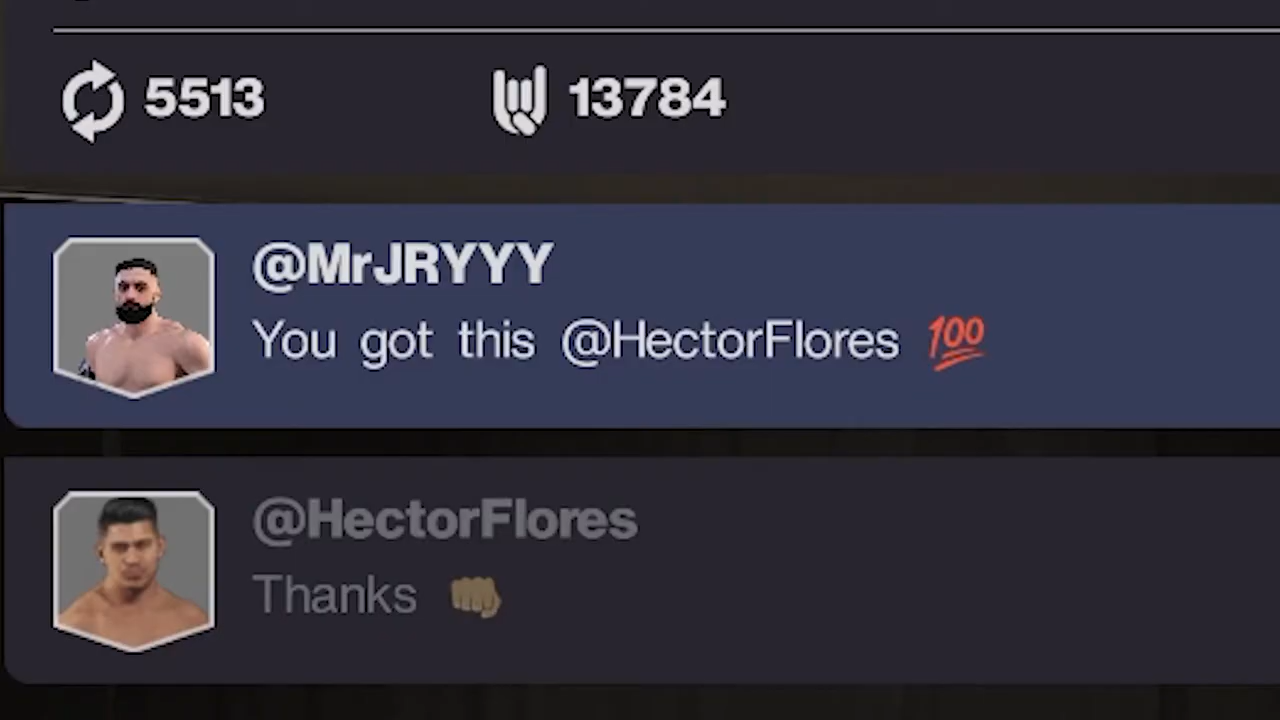 5513 13784
@MrJRYYY
You got this @HectorFlores 💯
@HectorFlores
Thanks 👊🏽